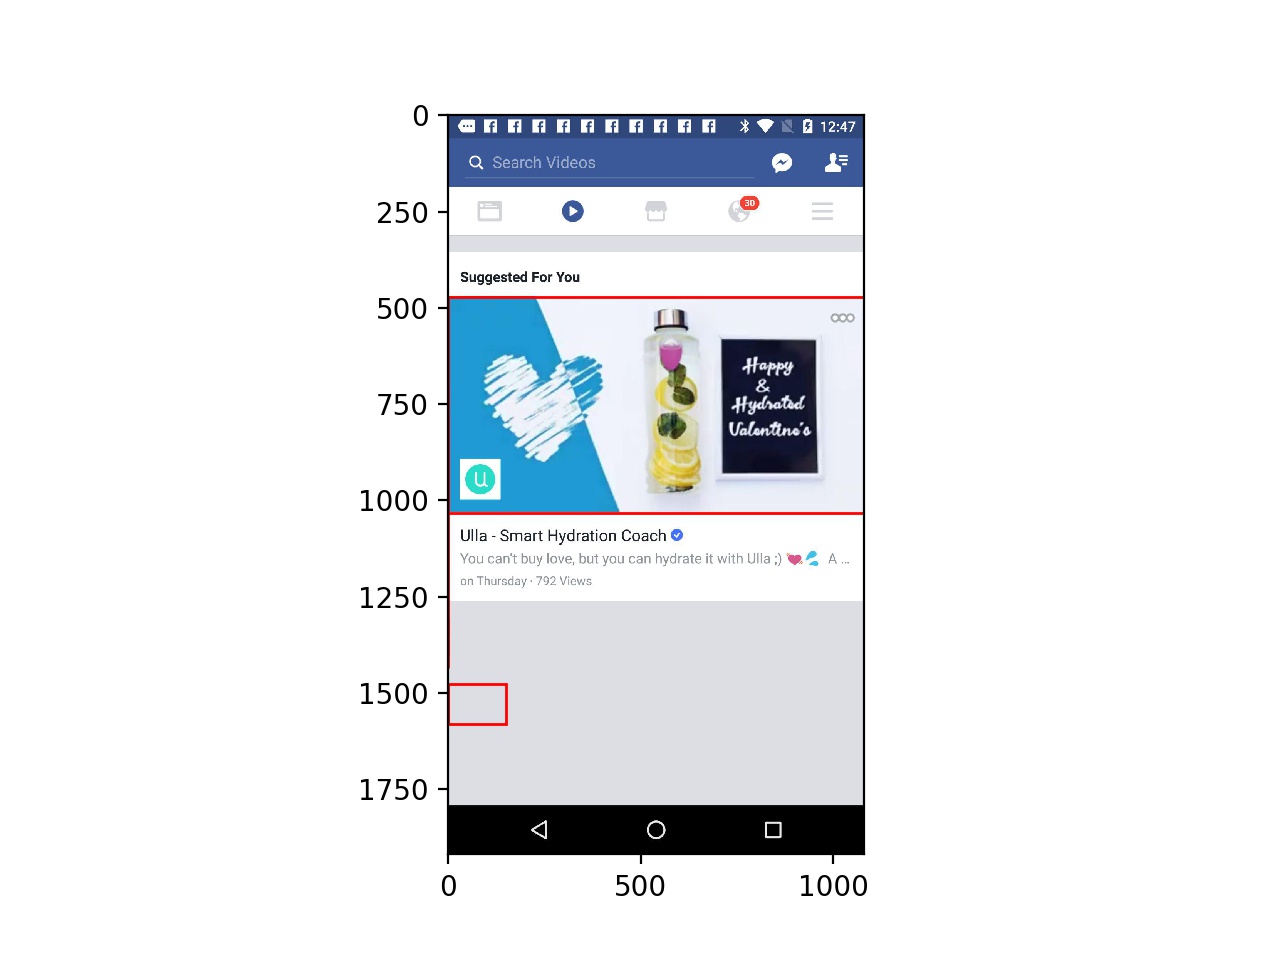 0
250
500
750
1000
1250
1500
1750
0 500 1000
12:47
Search Videos
30
Suggested For You
Happy
&
Hydrated
Valentine's
u
Ulla - Smart Hydration Coach
You can't buy love, but you can hydrate it with Ulla ;) 💘💦 A ...
on Thursday · 792 Views